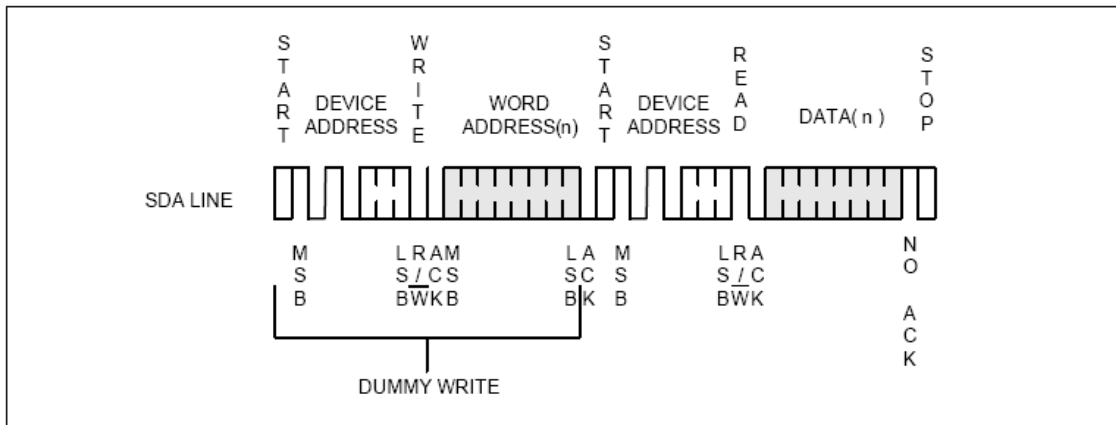 START
DEVICE
ADDRESS
WRITE
WORD
ADDRESS(n)
START
DEVICE
ADDRESS
READ
DATA( n )
STOP
SDA LINE
MSB
LSB
R/W
ACK
MSB
LSB
ACK
MSB
LSB
R/W
ACK
NO ACK
DUMMY WRITE